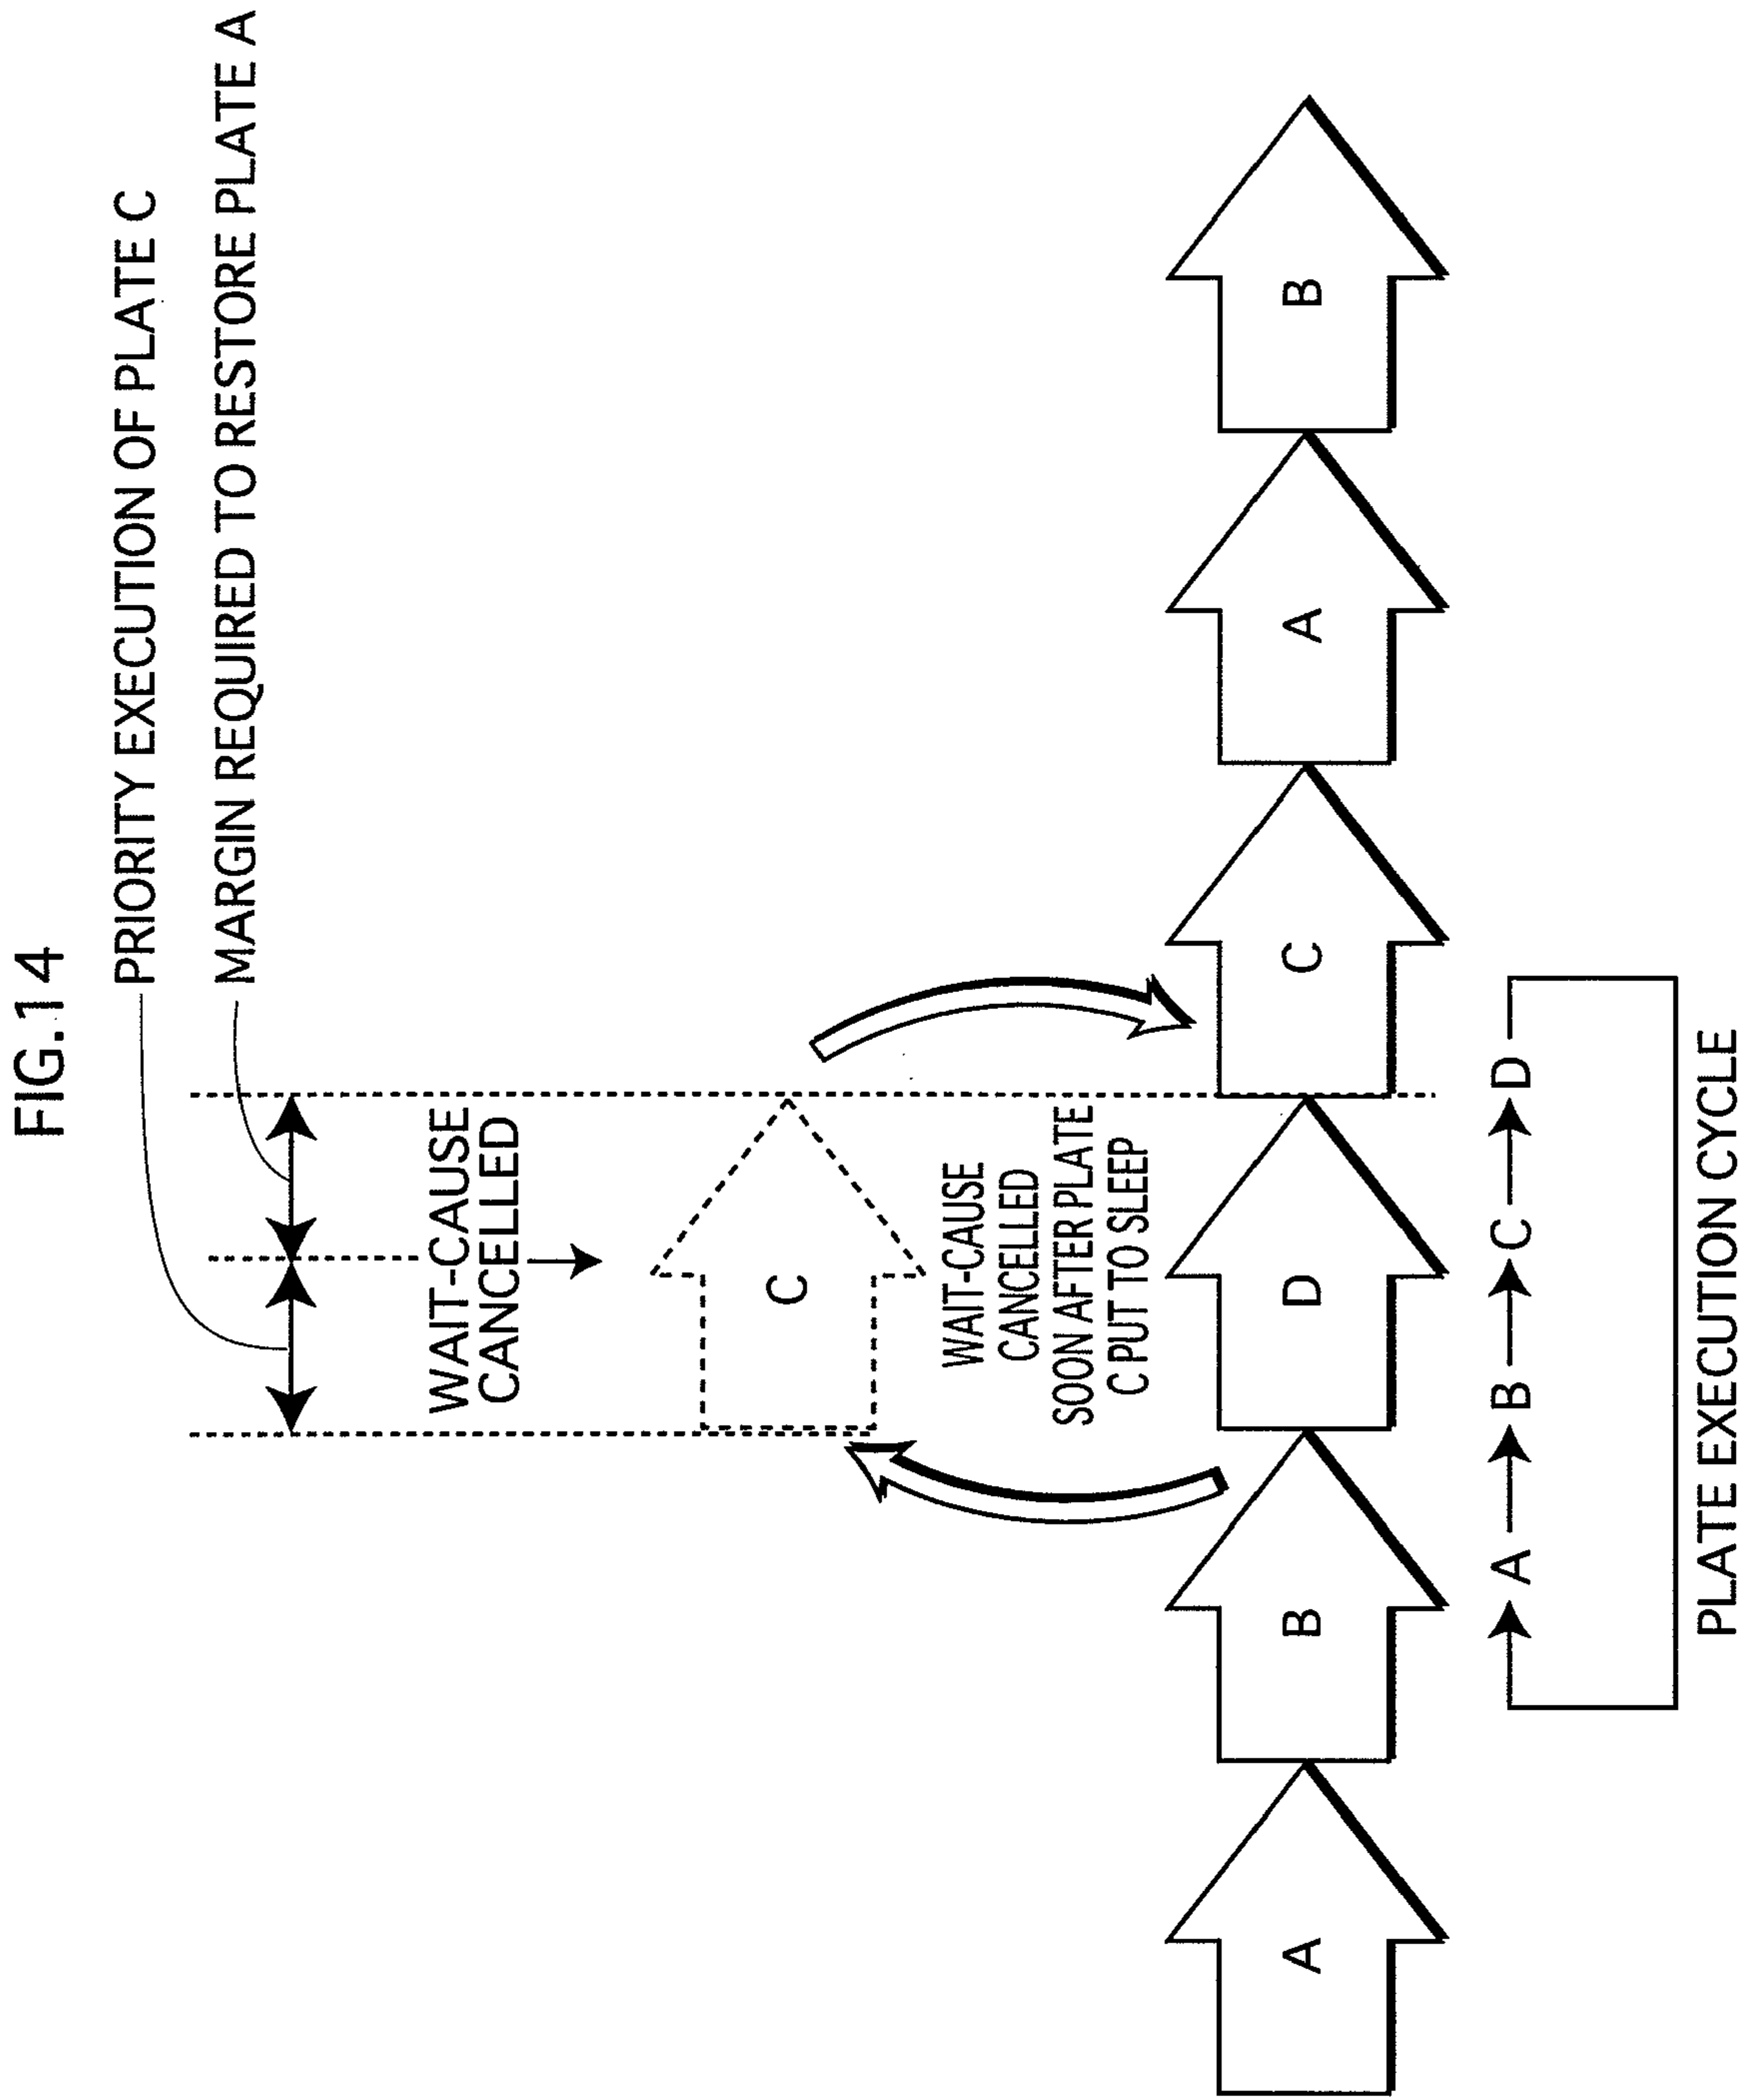 FIG.14
PRIORITY EXECUTION OF PLATE C
MARGIN REQUIRED TO RESTORE PLATE A
WAIT-CAUSE
CANCELLED
C
WAIT-CAUSE
CANCELLED
SOON AFTER PLATE
C PUT TO SLEEP
A B D C A B
A B C D
PLATE EXECUTION CYCLE